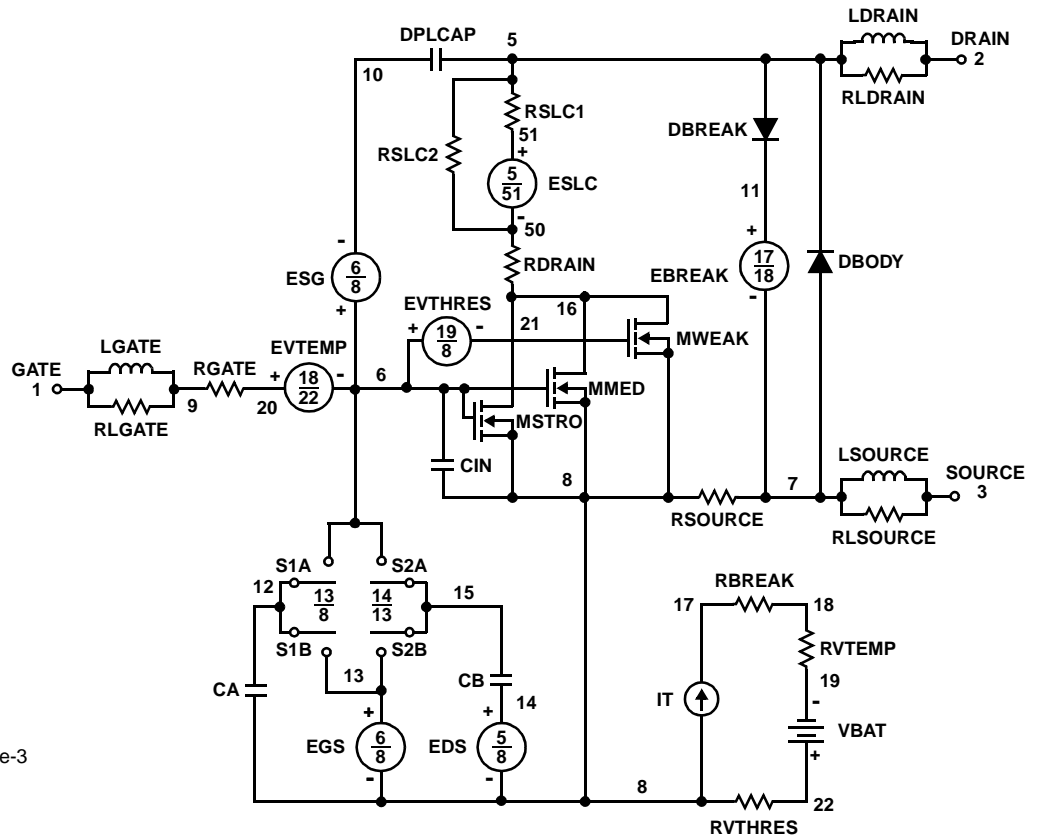 LDRAIN
DPLCAP
5
DRAIN
2
10
RLDRAIN
RSLC1
DBREAK
51
+
RSLC2
5
51
ESLC
11
-
50
-
+
RDRAIN
17
18
EBREAK
DBODY
6
8
ESG
-
EVTHRES
16
+
+
19
8
-
21
MWEAK
LGATE
EVTEMP
GATE
1
RGATE
+
18
22
-
6
MMED
9
20
RLGATE
MSTRO
LSOURCE
CIN
8
7
SOURCE
3
RSOURCE
RLSOURCE
S1A
S2A
12
13
8
14
13
15
RBREAK
17
18
S1B
S2B
RVTEMP
13
CB
CA
14
19
IT
-
+
+
VBAT
EGS
6
8
EDS
5
8
+
e-3
-
-
8
22
RVTHRES